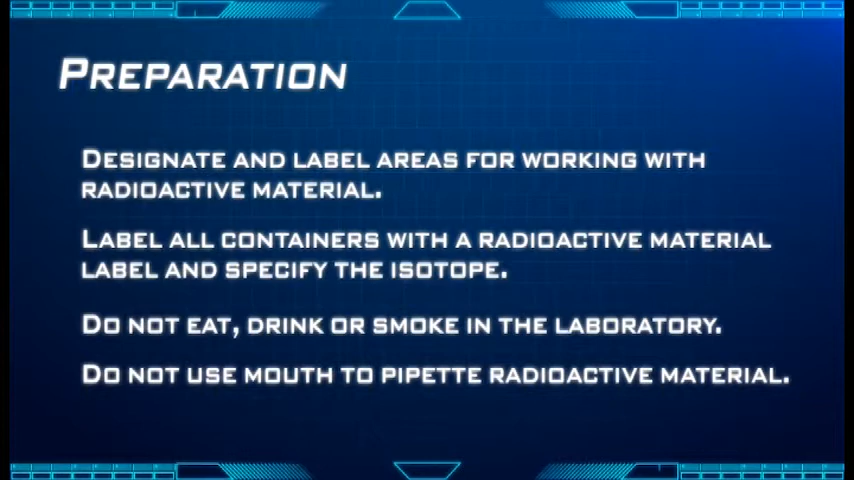 Preparation
Designate and label areas for working with
radioactive material.
Label all containers with a radioactive material
label and specify the isotope.
Do not eat, drink or smoke in the laboratory.
Do not use mouth to pipette radioactive material.